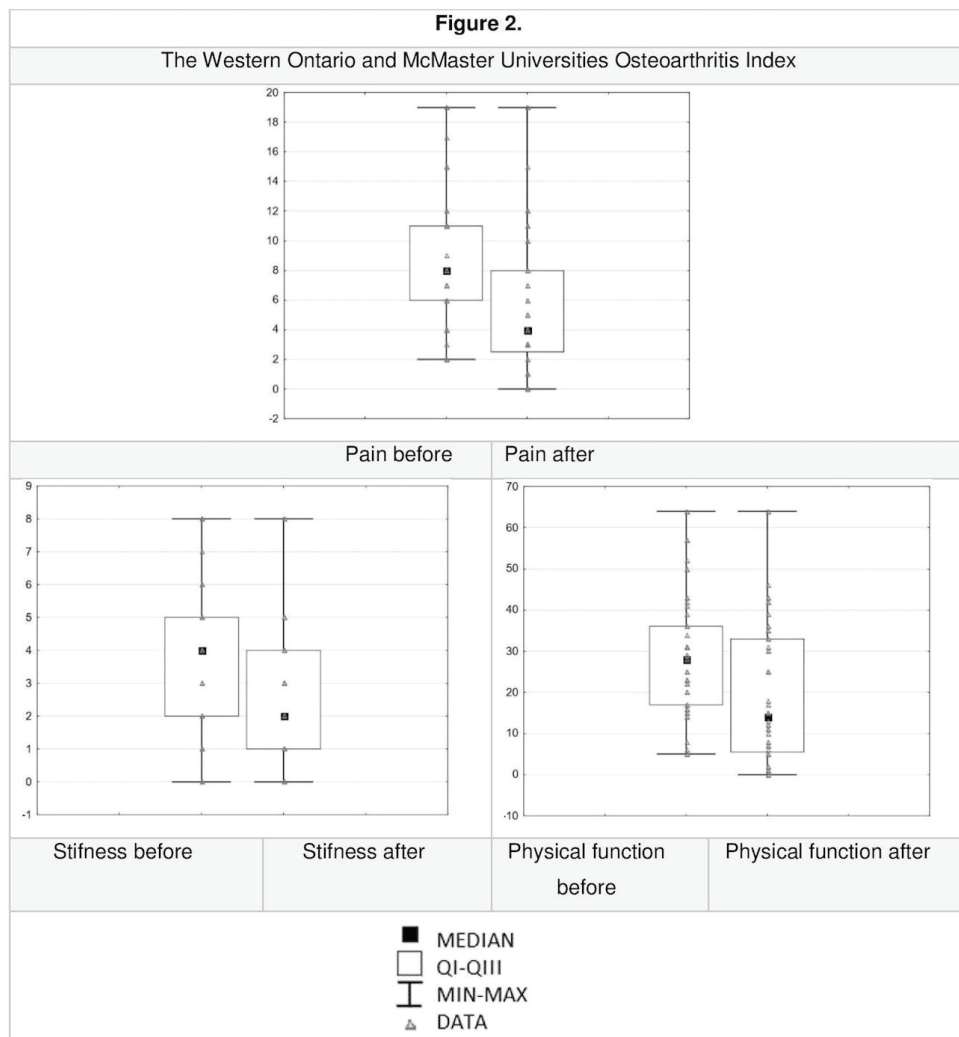 Figure 2.
The Western Ontario and McMaster Universities Osteoarthritis Index
20
18
16
14
12
10
8
6
4
2
0
-2
Pain before
Pain after
9
8
7
6
5
4
3
2
1
0
-1
70
60
50
40
30
20
10
0
-10
Stifness before
Stifness after
Physical function
before
Physical function after
MEDIAN
QI-QIII
MIN-MAX
DATA